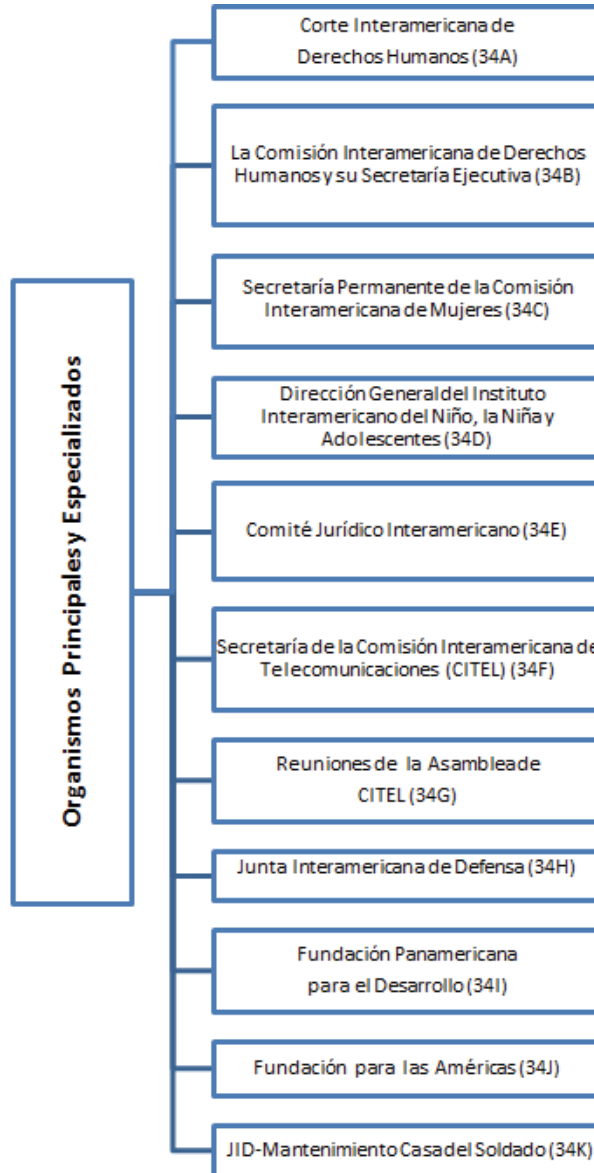 Organismos Principales y Especializados
Corte Interamericana de
Derechos Humanos (34A)
La Comisión Interamericana de Derechos
Humanos y su Secretaría Ejecutiva (34B)
Secretaría Permanente de la Comisión
Interamericana de Mujeres (34C)
Dirección General del Instituto
Interamericano del Niño, la Niña y
Adolescentes (34D)
Comité Jurídico Interamericano (34E)
Secretaría de la Comisión Interamericana de
Telecomunicaciones (CITEL) (34F)
Reuniones de la Asamblea de
CITEL (34G)
Junta Interamericana de Defensa (34H)
Fundación Panamericana
para el Desarrollo (34I)
Fundación para las Américas (34J)
JID-Mantenimiento Casa del Soldado (34K)